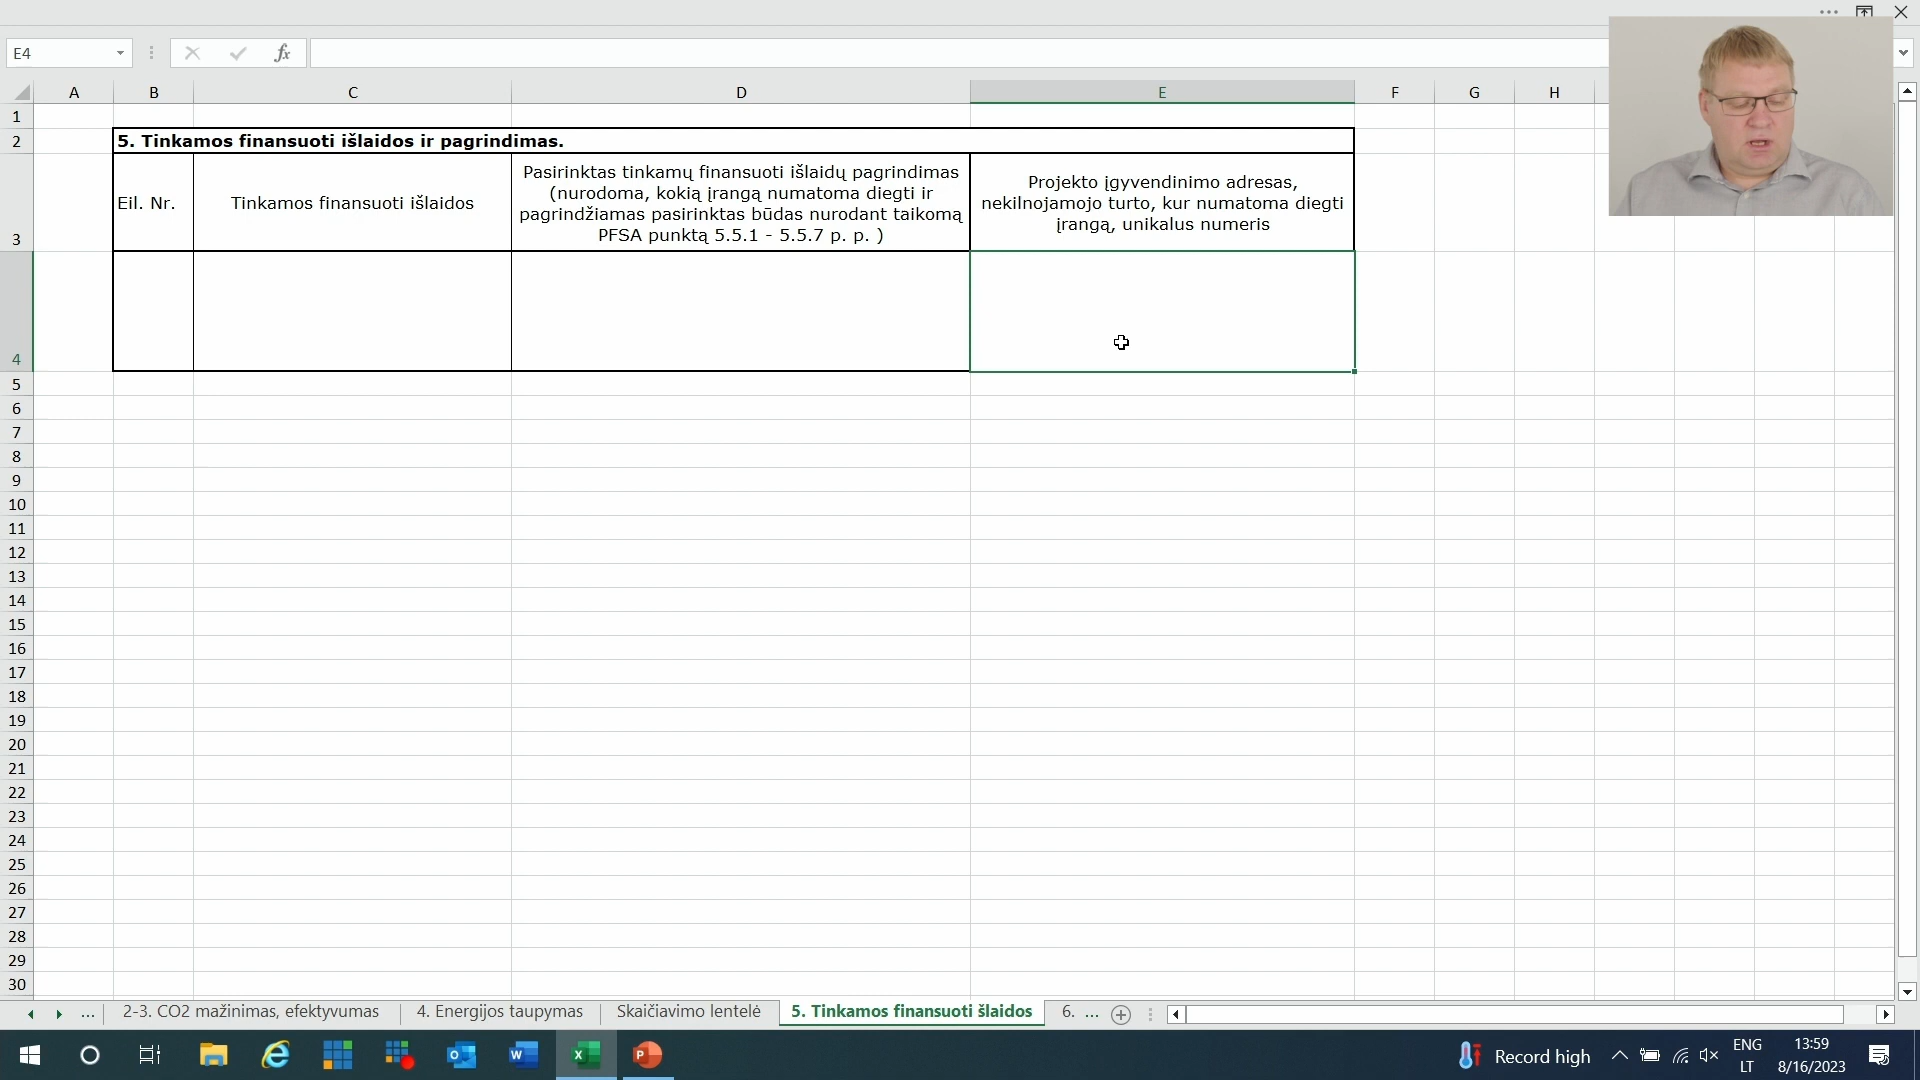 E4
fx
A B C D E F G H
1
2
5. Tinkamos finansuoti išlaidos ir pagrindimas.
3
Eil. Nr.
Tinkamos finansuoti išlaidos
Pasirinktas tinkamų finansuoti išlaidų pagrindimas
(nurodoma, kokią įrangą numatoma diegti ir
pagrindžiamas pasirinktas būdas nurodant taikomą
PFSA punktą 5.5.1 - 5.5.7 p. p. )
Projekto įgyvendinimo adresas,
nekilnojamojo turto, kur numatoma diegti
įrangą, unikalus numeris
4
5
6
7
8
9
10
11
12
13
14
15
16
17
18
19
20
21
22
23
24
25
26
27
28
29
30
... 2-3. CO2 mažinimas, efektyvumas 4. Energijos taupymas Skaičiavimo lentelė 5. Tinkamos finansuoti šlaidos 6. ...
Record high
ENG
LT
13:59
8/16/2023